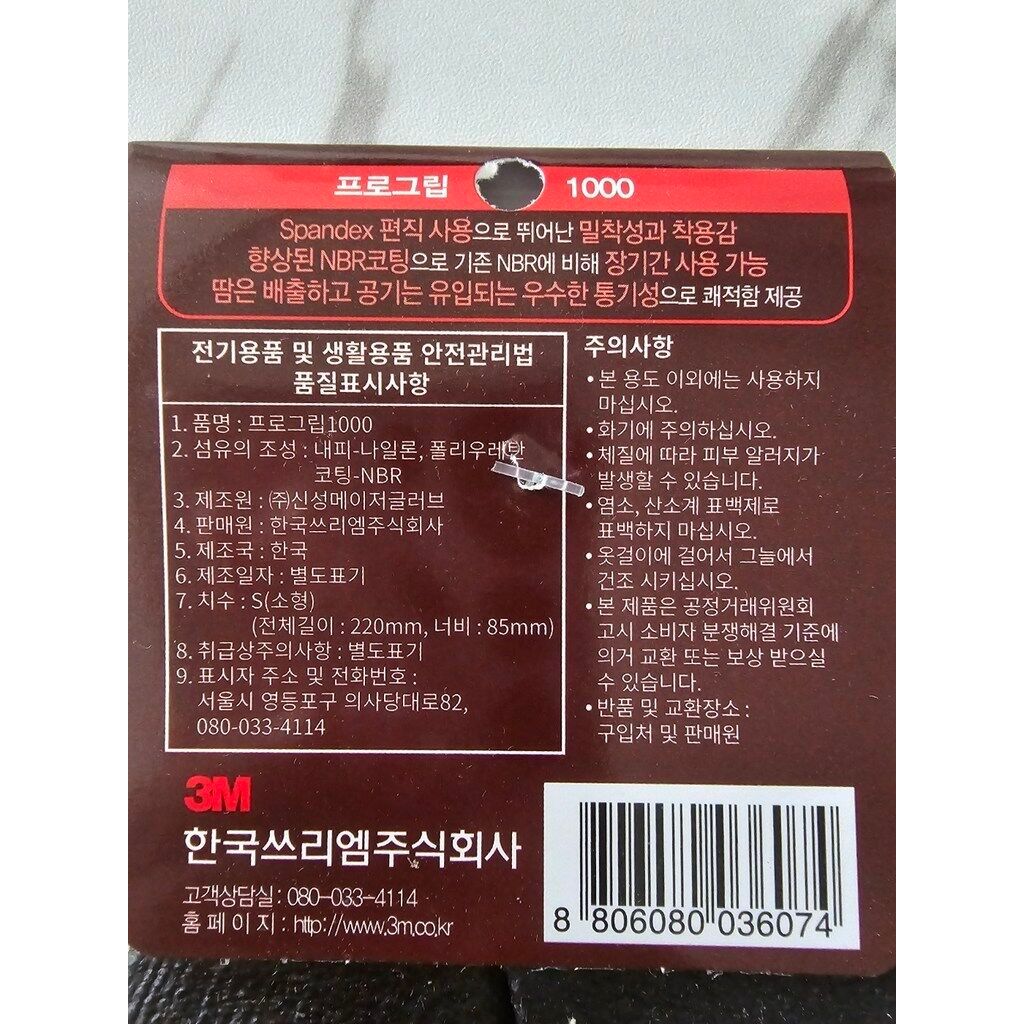 프로그립 1000
Spandex 편직 사용으로 뛰어난 밀착성과 착용감
향상된 NBR코팅으로 기존 NBR에 비해 장기간 사용 가능
땀은 배출하고 공기는 유입되는 우수한 통기성으로 쾌적함 제공
전기용품 및 생활용품 안전관리법
품질표시사항
1. 품명 : 프로그립1000
2. 섬유의 조성 : 내피-나일론, 폴리우레탄
코팅-NBR
3. 제조원 : ㈜신성메이저글러브
4. 판매원 : 한국쓰리엠주식회사
5. 제조국 : 한국
6. 제조일자 : 별도표기
7. 치수 : S(소형)
(전체길이 : 220mm, 너비 : 85mm)
8. 취급상주의사항 : 별도표기
9. 표시자 주소 및 전화번호 :
서울시 영등포구 의사당대로82,
080-033-4114
주의사항
• 본 용도 이외에는 사용하지
마십시오.
• 화기에 주의하십시오.
• 체질에 따라 피부 알러지가
발생할 수 있습니다.
• 염소, 산소계 표백제로
표백하지 마십시오.
• 옷걸이에 걸어서 그늘에서
건조 시키십시오.
• 본 제품은 공정거래위원회
고시 소비자 분쟁해결 기준에
의거 교환 또는 보상 받으실
수 있습니다.
• 반품 및 교환장소 :
구입처 및 판매원
3M
한국쓰리엠주식회사
고객상담실 : 080-033-4114
홈 페 이 지 : http://www.3m.co.kr
8 806080 036074